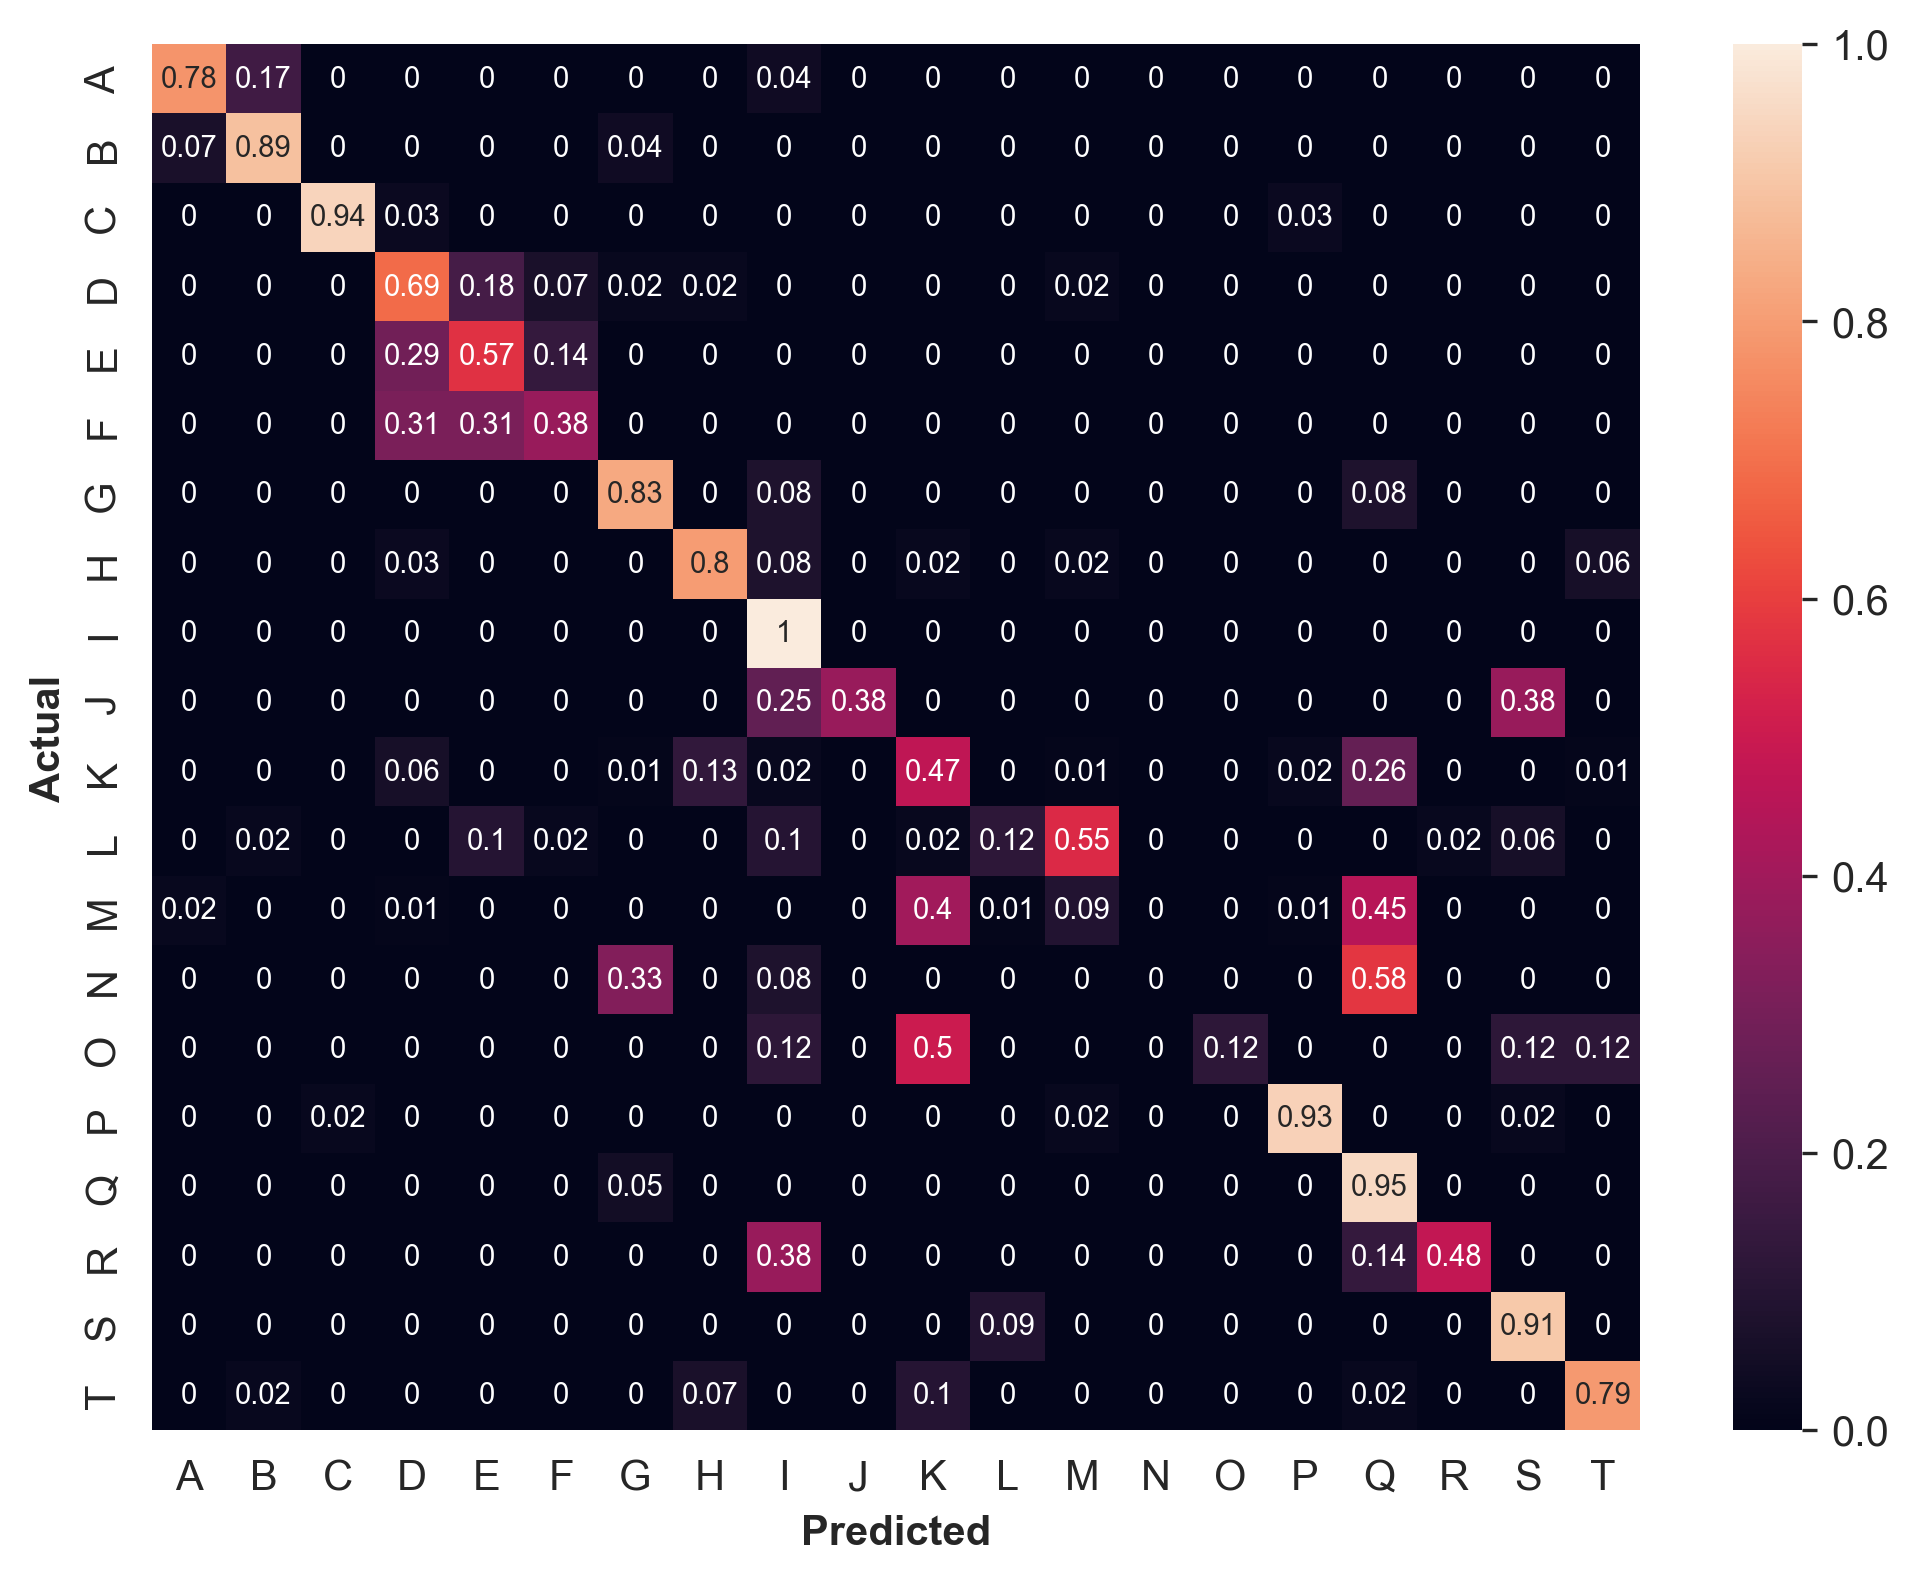 A 0.78 0.17 0 0 0 0 0 0 0.04 0 0 0 0 0 0 0 0 0 0 0
B 0.07 0.89 0 0 0 0 0.04 0 0 0 0 0 0 0 0 0 0 0 0 0
C 0 0 0.94 0.03 0 0 0 0 0 0 0 0 0 0 0 0.03 0 0 0 0
D 0 0 0 0.69 0.18 0.07 0.02 0.02 0 0 0 0 0.02 0 0 0 0 0 0 0
E 0 0 0 0.29 0.57 0.14 0 0 0 0 0 0 0 0 0 0 0 0 0 0
F 0 0 0 0.31 0.31 0.38 0 0 0 0 0 0 0 0 0 0 0 0 0 0
G 0 0 0 0 0 0 0.83 0 0.08 0 0 0 0 0 0 0 0.08 0 0 0
H 0 0 0 0.03 0 0 0 0.8 0.08 0 0.02 0 0.02 0 0 0 0 0 0 0.06
I 0 0 0 0 0 0 0 0 1 0 0 0 0 0 0 0 0 0 0 0
J 0 0 0 0 0 0 0 0 0.25 0.38 0 0 0 0 0 0 0 0 0.38 0
K 0 0 0 0.06 0 0 0.01 0.13 0.02 0 0.47 0 0.01 0 0 0.02 0.26 0 0 0.01
L 0 0.02 0 0 0.1 0.02 0 0 0.1 0 0.02 0.12 0.55 0 0 0 0 0.02 0.06 0
M 0.02 0 0 0.01 0 0 0 0 0 0 0.4 0.01 0.09 0 0 0.01 0.45 0 0 0
N 0 0 0 0 0 0 0.33 0 0.08 0 0 0 0 0 0 0 0.58 0 0 0
O 0 0 0 0 0 0 0 0 0.12 0 0.5 0 0 0 0.12 0 0 0 0.12 0.12
P 0 0 0.02 0 0 0 0 0 0 0 0 0 0.02 0 0 0.93 0 0 0.02 0
Q 0 0 0 0 0 0 0.05 0 0 0 0 0 0 0 0 0 0.95 0 0 0
R 0 0 0 0 0 0 0 0 0.38 0 0 0 0 0 0 0 0.14 0.48 0 0
S 0 0 0 0 0 0 0 0 0 0 0 0.09 0 0 0 0 0 0 0.91 0
T 0 0.02 0 0 0 0 0 0.07 0 0 0.1 0 0 0 0 0 0.02 0 0 0.79
A B C D E F G H I J K L M N O P Q R S T
Predicted
Actual
1.0
0.8
0.6
0.4
0.2
0.0